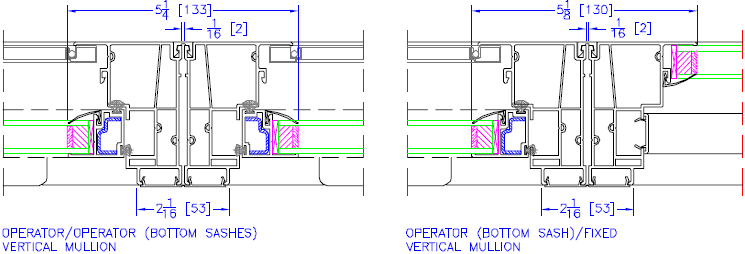 5 1/4 [133]
1/16 [2]
2 1/16 [53]
OPERATOR/OPERATOR (BOTTOM SASHES)
VERTICAL MULLION
5 1/8 [130]
1/16 [2]
2 1/16 [53]
OPERATOR (BOTTOM SASH)/FIXED
VERTICAL MULLION